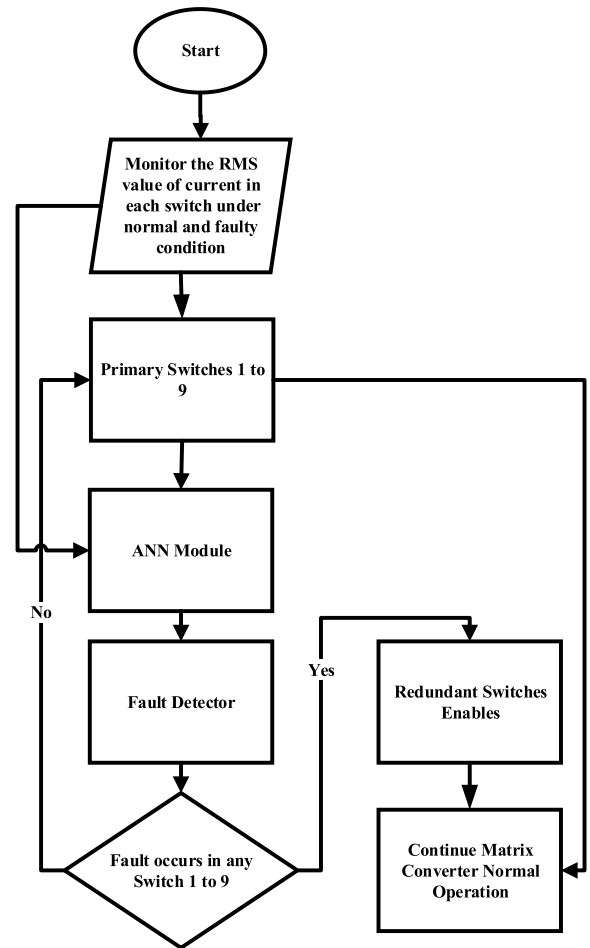 Start
Monitor the RMS
value of current in
each switch under
normal and faulty
condition
Primary Switches 1 to
9
ANN Module
No
Fault Detector
Yes
Redundant Switches
Enables
Fault occurs in any
Switch 1 to 9
Continue Matrix
Converter Normal
Operation